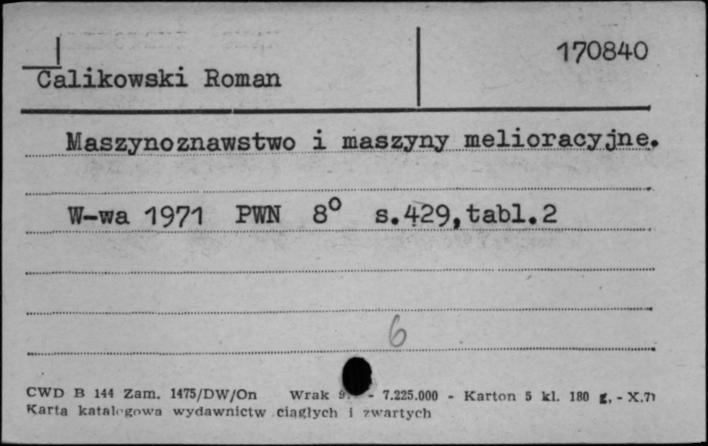 170840
Calikowski Roman
Maszynoznawstwo i maszyny melioracyjne.
W-wa 1971 PWN 8° s.429,tabl.2
6
CWD B 144 Zam. 1475/DW/On Wrak - 7.225.000 - Karton 5 kl. 180 g. - X.71
Karta katalogowa wydawnictw ciągłych i zwartych